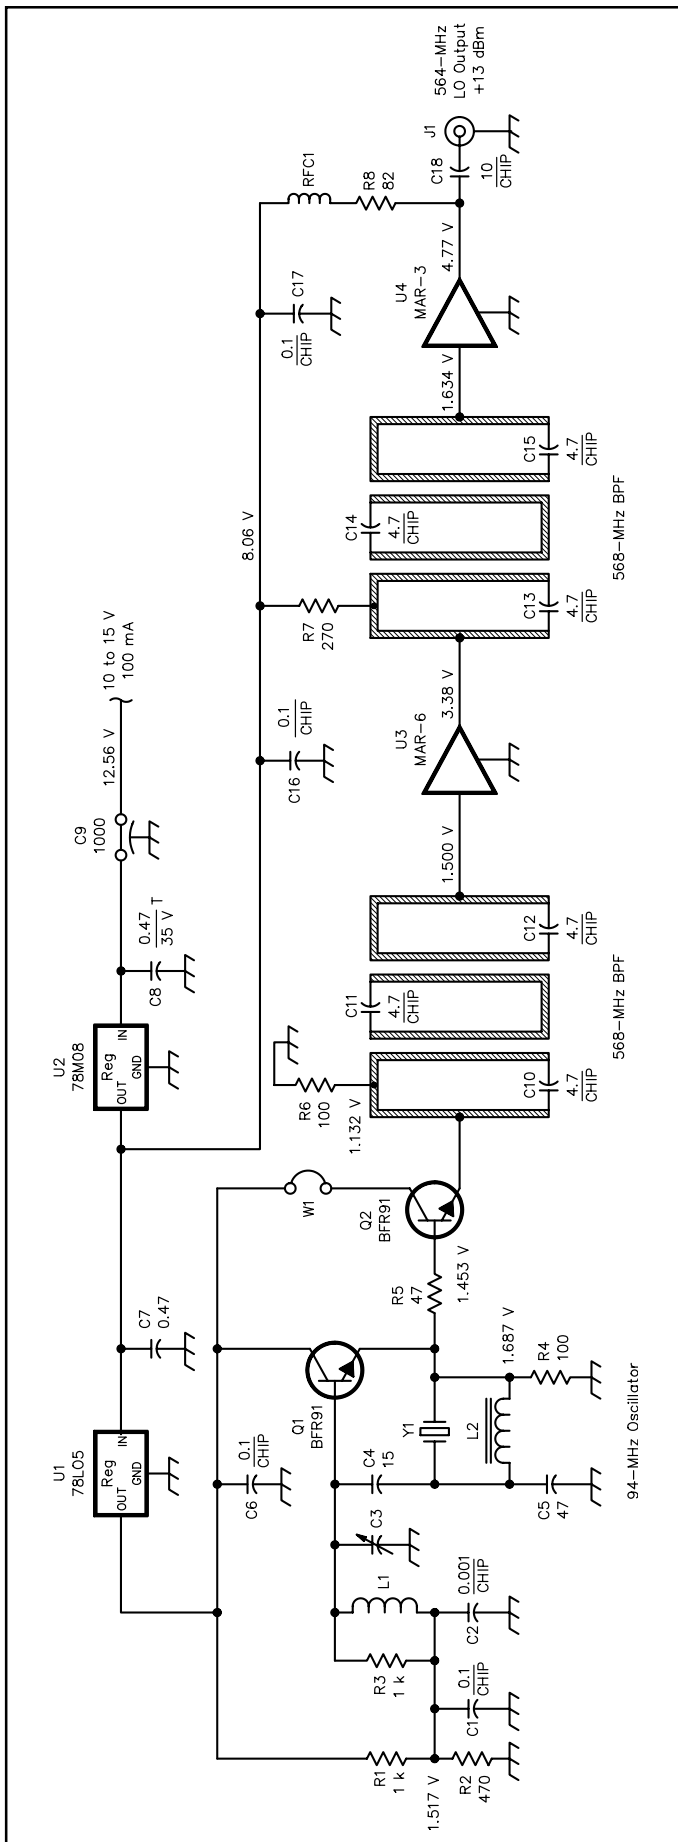 U1
78L05
Reg
OUT
IN
GND
C7
0.47
U2
78M08
Reg
OUT
IN
GND
C8
0.47 T
35 V
C9
1000
12.56 V
10 to 15 V
100 mA
8.06 V
C6
0.1
CHIP
Q1
BFR91
W1
Q2
BFR91
R5
47
1.453 V
R1
1 k
1.517 V
R2
470
C1
0.1
CHIP
R3
1 k
L1
C2
0.001
CHIP
C3
C4
15
Y1
L2
C5
47
1.687 V
R4
100
94-MHz Oscillator
R6
100
1.132 V
C10
4.7
CHIP
C11
4.7
CHIP
C12
4.7
CHIP
568-MHz BPF
1.500 V
U3
MAR-6
3.38 V
C16
0.1
CHIP
R7
270
C13
4.7
CHIP
C14
4.7
CHIP
C15
4.7
CHIP
568-MHz BPF
1.634 V
U4
MAR-3
4.77 V
C17
0.1
CHIP
RFC1
R8
82
C18
10
CHIP
J1
564-MHz
LO Output
+13 dBm